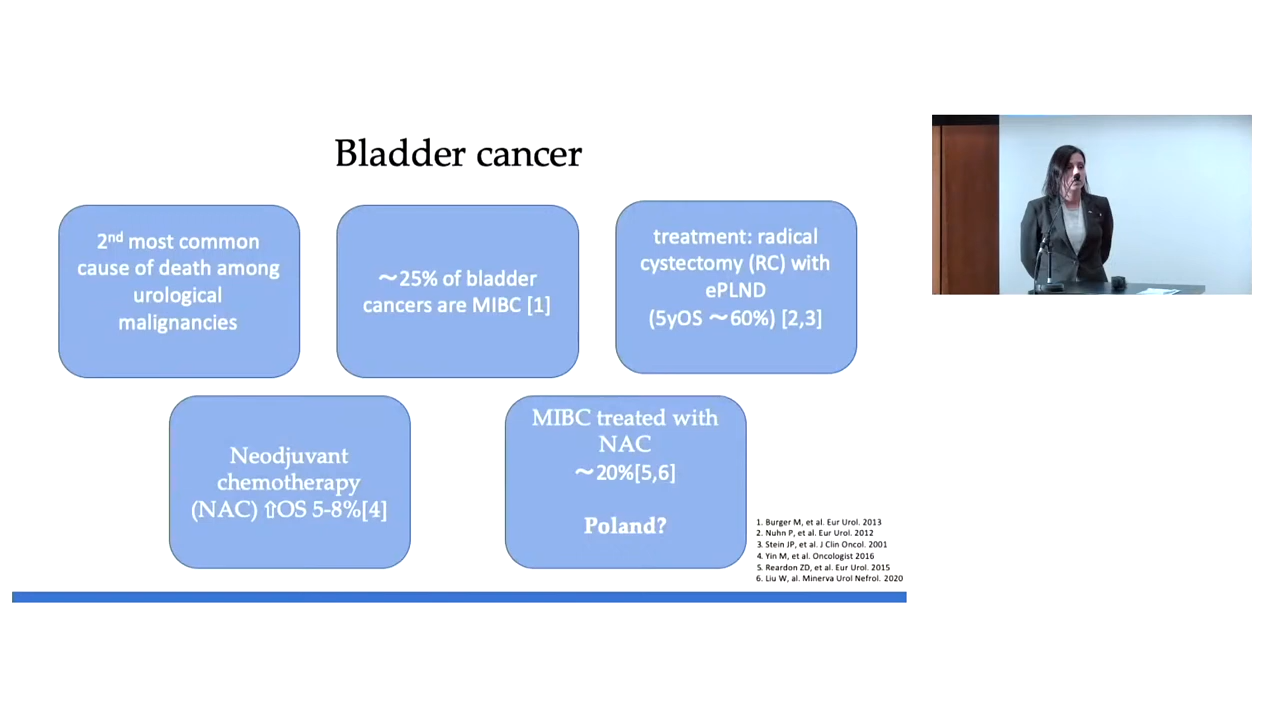 Bladder cancer
2nd most common
cause of death among
urological
malignancies
~25% of bladder
cancers are MIBC [1]
treatment: radical
cystectomy (RC) with
ePLND
(5yOS ~60%) [2,3]
Neodjuvant
chemotherapy
(NAC) ⇧OS 5-8%[4]
MIBC treated with
NAC
~20%[5,6]
Poland?
1. Burger M, et al. Eur Urol. 2013
2. Nuhn P, et al. Eur Urol. 2012
3. Stein JP, et al. J Clin Oncol. 2001
4. Yin M, et al. Oncologist 2016
5. Reardon ZD, et al. Eur Urol. 2015
6. Liu W, al. Minerva Urol Nefrol. 2020